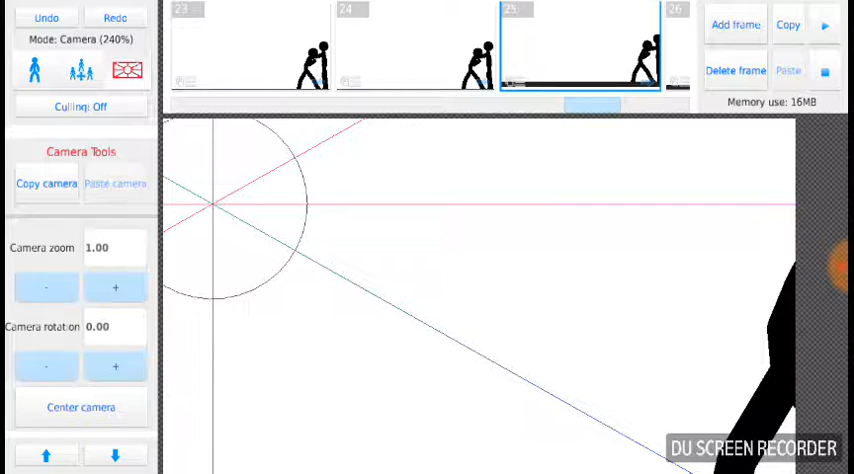 Undo Redo
Mode: Camera (240%)
Culling: Off
Camera Tools
Copy camera Paste camera
Camera zoom 1.00
- +
Camera rotation 0.00
- +
Center camera
23 24 25 26
Add frame Copy
Delete frame Paste
Memory use: 16MB
DU SCREEN RECORDER